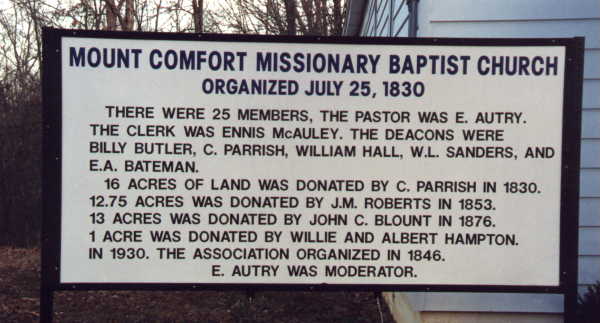 MOUNT COMFORT MISSIONARY BAPTIST CHURCH
ORGANIZED JULY 25, 1830
THERE WERE 25 MEMBERS, THE PASTOR WAS E. AUTRY.
THE CLERK WAS ENNIS McAULEY. THE DEACONS WERE
BILLY BUTLER, C. PARRISH, WILLIAM HALL, W.L. SANDERS, AND
E.A. BATEMAN.
16 ACRES OF LAND WAS DONATED BY C. PARRISH IN 1830.
12.75 ACRES WAS DONATED BY J.M. ROBERTS IN 1853.
13 ACRES WAS DONATED BY JOHN C. BLOUNT IN 1876.
1 ACRE WAS DONATED BY WILLIE AND ALBERT HAMPTON.
IN 1930. THE ASSOCIATION ORGANIZED IN 1846.
E. AUTRY WAS MODERATOR.